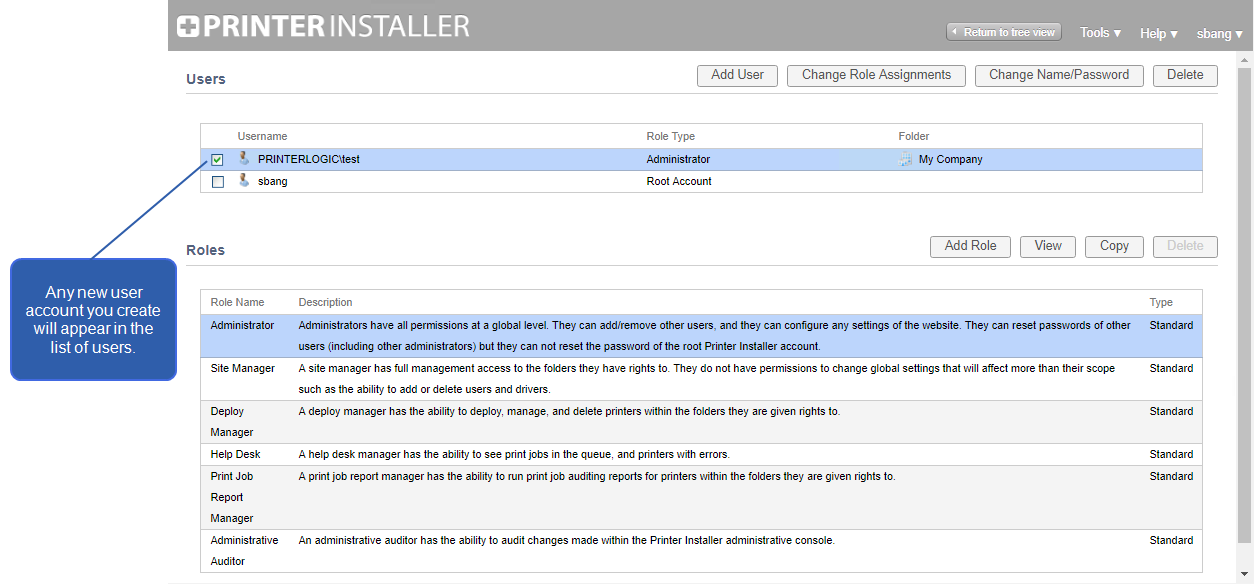 PRINTERINSTALLER
Return to tree view Tools ▾ Help ▾ sbang ▾
Users Add User Change Role Assignments Change Name/Password Delete
Username Role Type Folder
PRINTERLOGIC\test Administrator My Company
sbang Root Account
Any new user
account you create
will appear in the
list of users.
Roles Add Role View Copy Delete
Role Name Description Type
Administrator Administrators have all permissions at a global level. They can add/remove other users, and they can configure any settings of the website. They can reset passwords of other Standard
users (including other administrators) but they can not reset the password of the root Printer Installer account.
Site Manager A site manager has full management access to the folders they have rights to. They do not have permissions to change global settings that will affect more than their scope Standard
such as the ability to add or delete users and drivers.
Deploy A deploy manager has the ability to deploy, manage, and delete printers within the folders they are given rights to. Standard
Manager
Help Desk A help desk manager has the ability to see print jobs in the queue, and printers with errors. Standard
Print Job A print job report manager has the ability to run print job auditing reports for printers within the folders they are given rights to. Standard
Report
Manager
Administrative An administrative auditor has the ability to audit changes made within the Printer Installer administrative console. Standard
Auditor